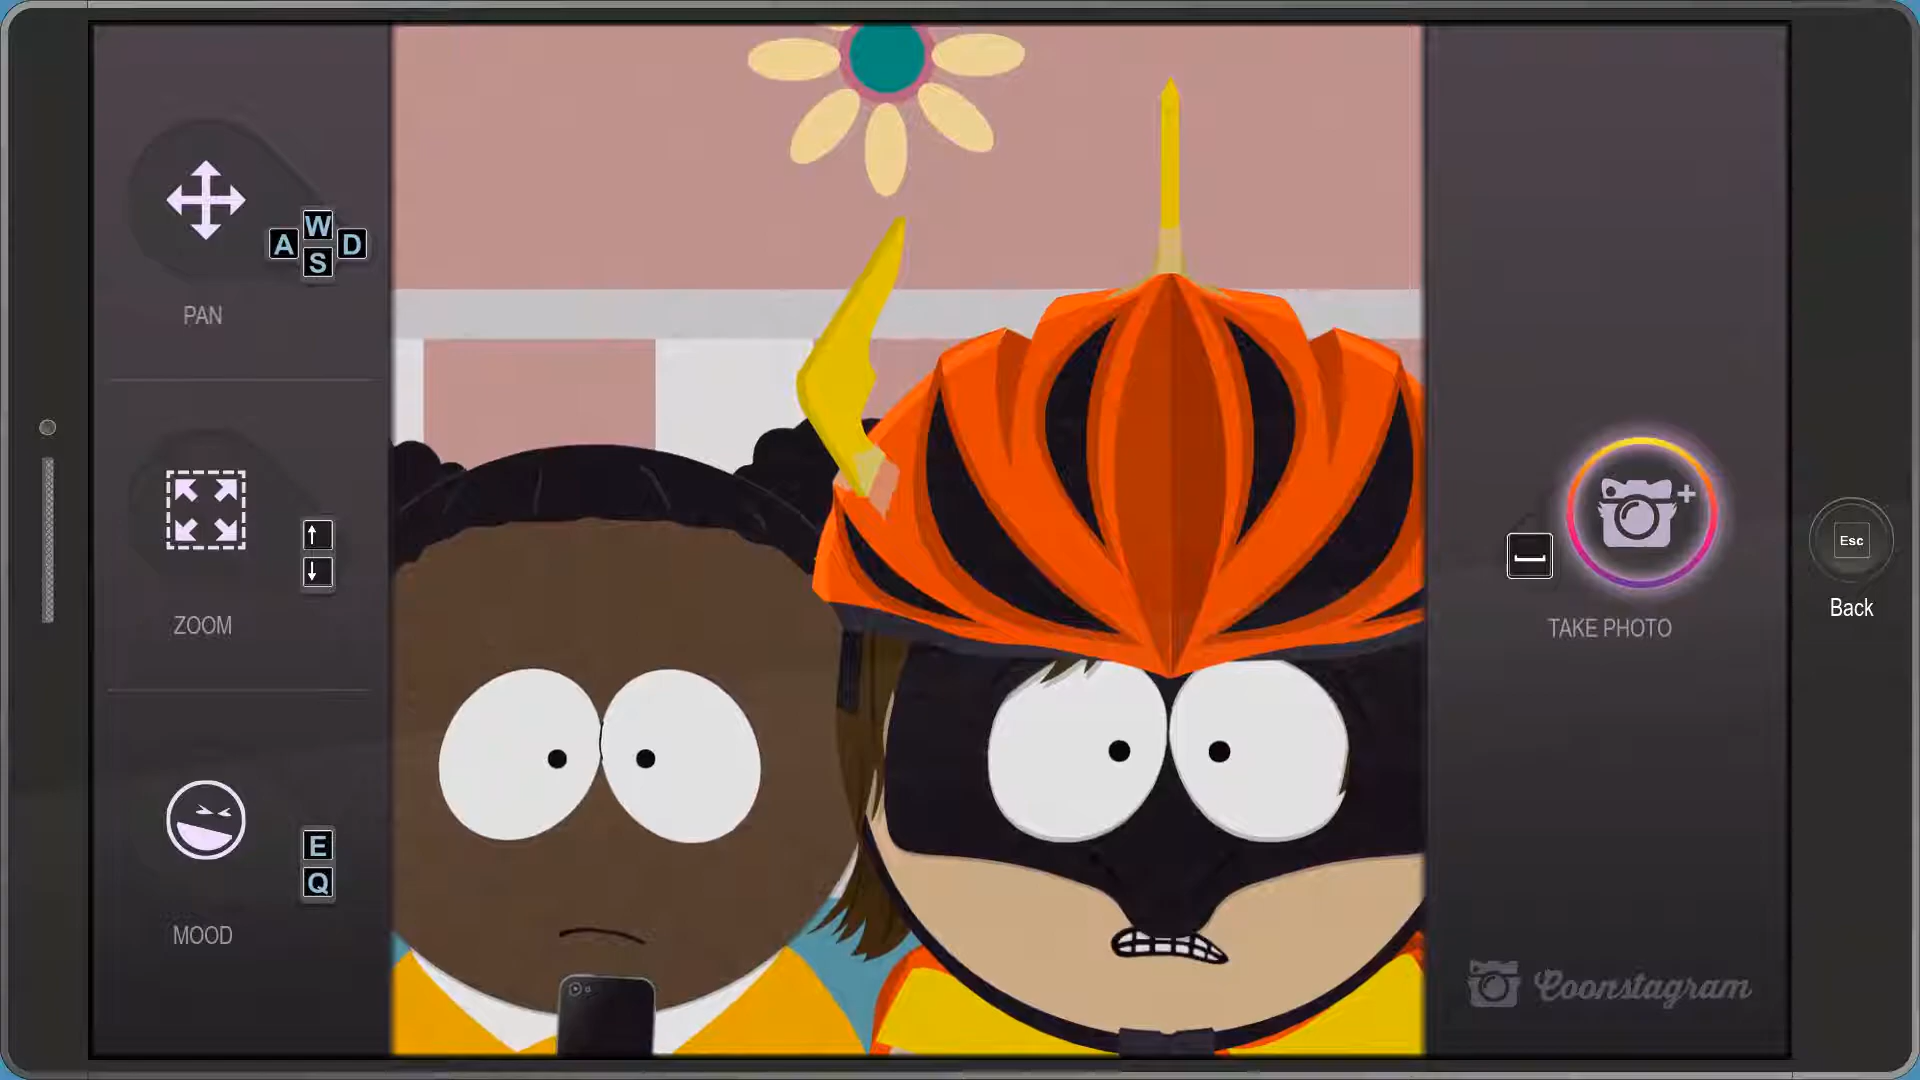 W
A D
S
PAN
↑
↓
ZOOM
E
Q
MOOD
TAKE PHOTO
Coonstagram
Esc
Back